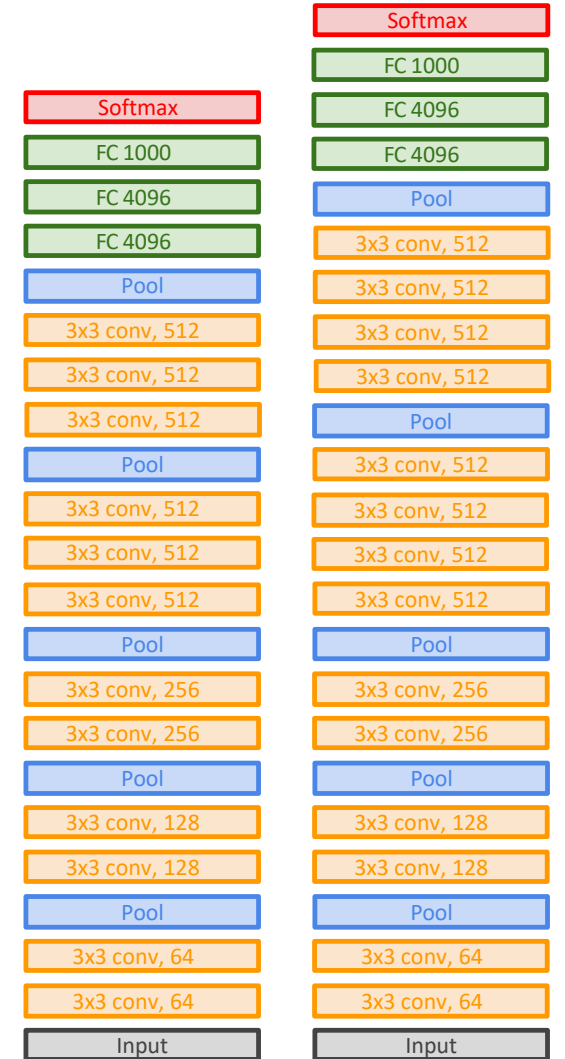 Softmax
FC 1000
FC 4096
FC 4096
Pool
3x3 conv, 512
3x3 conv, 512
3x3 conv, 512
Pool
3x3 conv, 512
3x3 conv, 512
3x3 conv, 512
Pool
3x3 conv, 256
3x3 conv, 256
Pool
3x3 conv, 128
3x3 conv, 128
Pool
3x3 conv, 64
3x3 conv, 64
Input
Softmax
FC 1000
FC 4096
FC 4096
Pool
3x3 conv, 512
3x3 conv, 512
3x3 conv, 512
3x3 conv, 512
Pool
3x3 conv, 512
3x3 conv, 512
3x3 conv, 512
3x3 conv, 512
Pool
3x3 conv, 256
3x3 conv, 256
Pool
3x3 conv, 128
3x3 conv, 128
Pool
3x3 conv, 64
3x3 conv, 64
Input